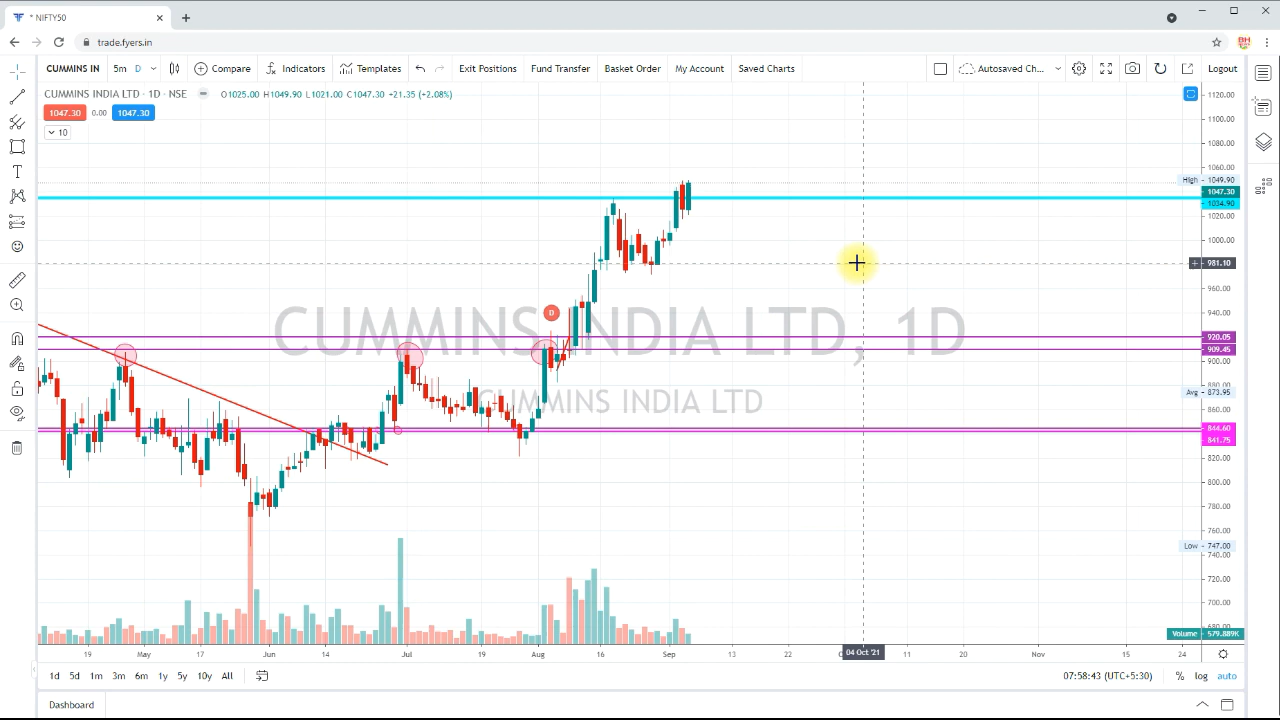 * NIFTY50
trade.fyers.in
BH
CUMMINS IN 5m D Compare Indicators Templates Exit Positions Fund Transfer Basket Order My Account Saved Charts Autosaved Ch... Logout
CUMMINS INDIA LTD · 1D · NSE O1025.00 H1049.90 L1021.00 C1047.30 +21.35 (+2.08%)
1047.30 0.00 1047.30
10
1120.00
1100.00
1080.00
1060.00
High 1049.90
1047.30
1034.90
1020.00
1000.00
981.10
960.00
940.00
D
CUMMINS INDIA LTD, 1D
920.05
909.45
900.00
880.00
Avg 873.95
CUMMINS INDIA LTD
860.00
844.60
841.75
820.00
800.00
780.00
760.00
Low 747.00
740.00
720.00
700.00
Volume 579.889K
19 May 17 Jun 14 Jul 19 Aug 16 Sep 13 22 04 Oct '21 11 20 Nov 15 24
1d 5d 1m 3m 6m 1y 5y 10y All 07:58:43 (UTC+5:30) % log auto
Dashboard